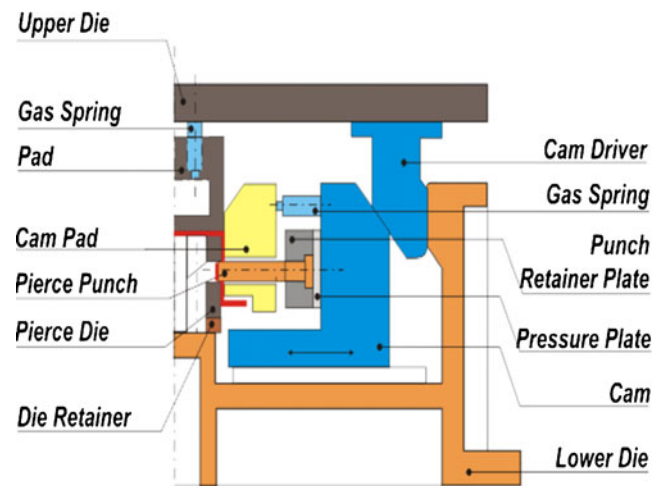 Upper Die
Gas Spring
Pad
Cam Pad
Pierce Punch
Pierce Die
Die Retainer
Cam Driver
Gas Spring
Punch
Retainer Plate
Pressure Plate
Cam
Lower Die